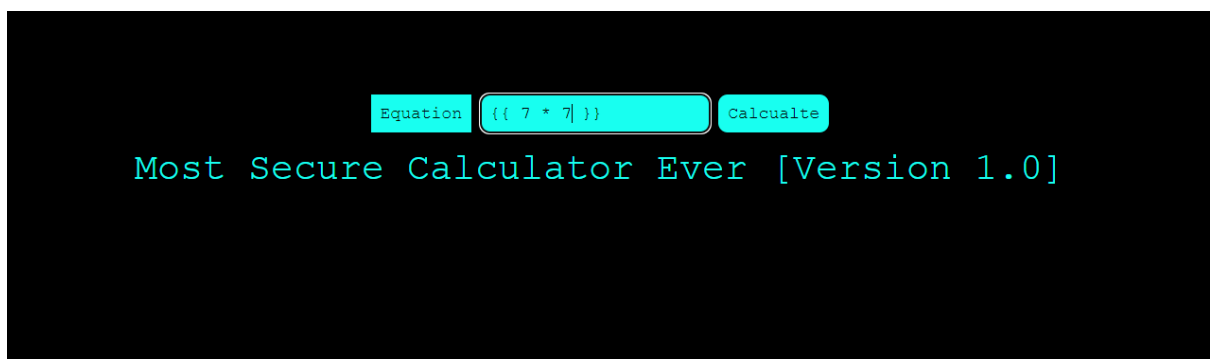 Equation {{ 7 * 7 }} Calcualte
Most Secure Calculator Ever [Version 1.0]